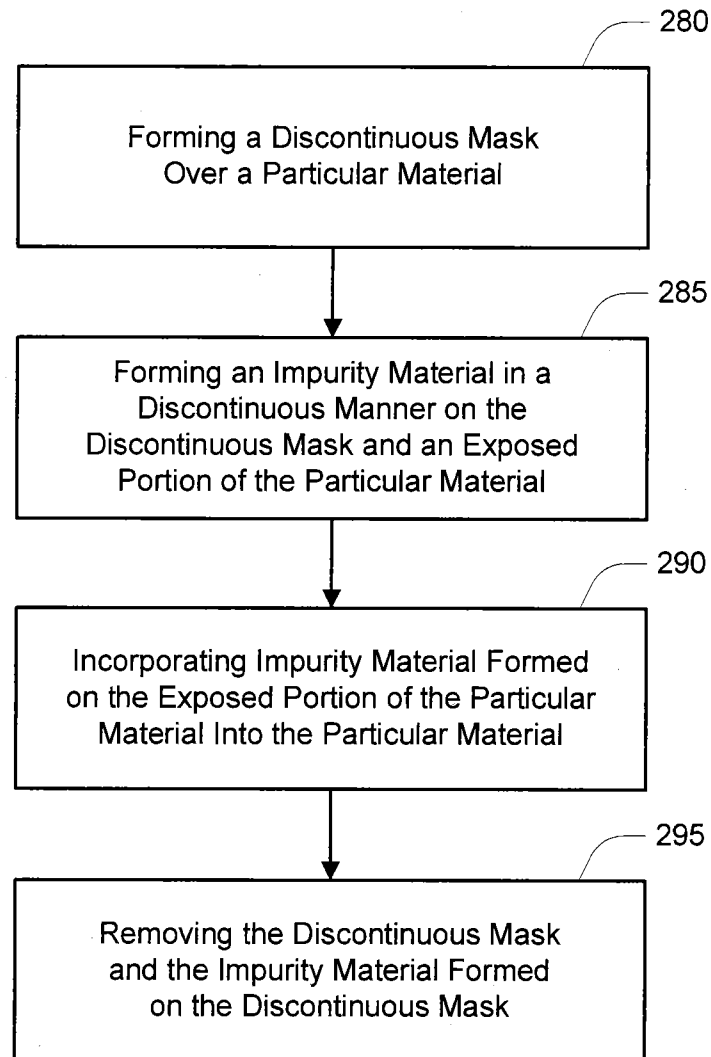 280
Forming a Discontinuous Mask
Over a Particular Material
285
Forming an Impurity Material in a
Discontinuous Manner on the
Discontinuous Mask and an Exposed
Portion of the Particular Material
290
Incorporating Impurity Material Formed
on the Exposed Portion of the Particular
Material Into the Particular Material
295
Removing the Discontinuous Mask
and the Impurity Material Formed
on the Discontinuous Mask